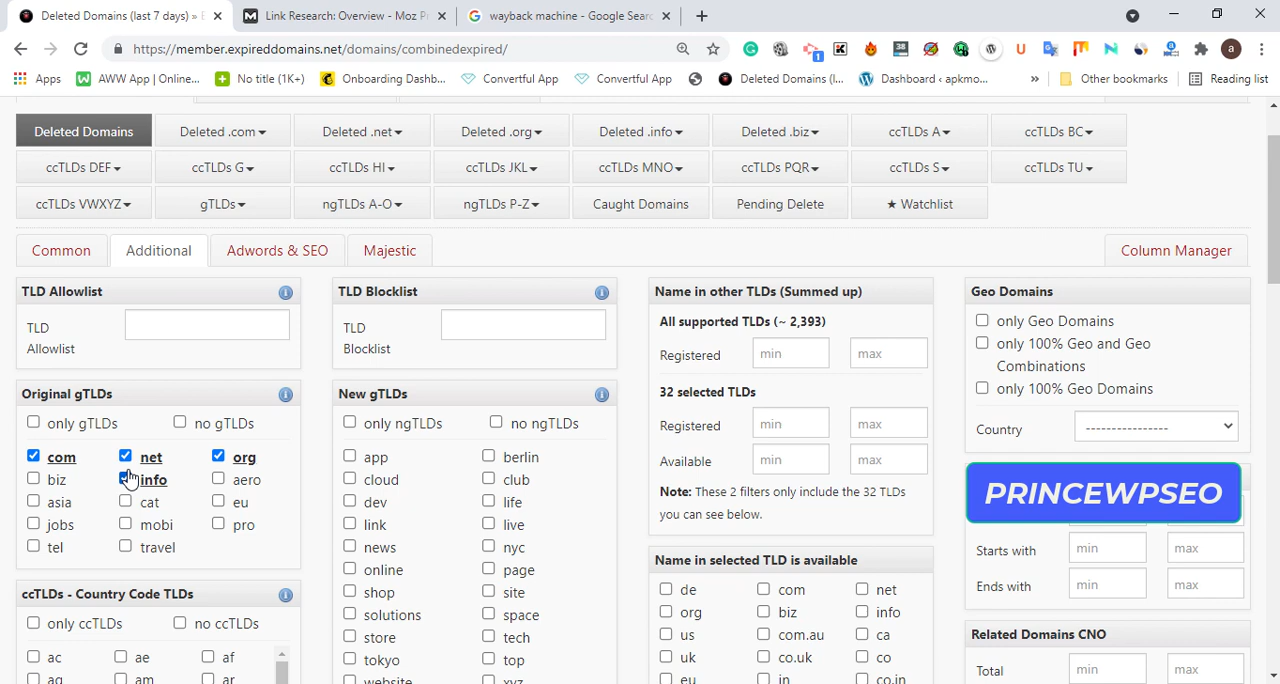 Deleted Domains (last 7 days) » E
Link Research: Overview - Moz P
wayback machine - Google Sear
https://member.expireddomains.net/domains/combinedexpired/
Apps
AWW App | Online...
No title (1K+)
Onboarding Dashb...
Convertful App
Convertful App
Deleted Domains (l...
Dashboard ‹ apkmo...
»
Other bookmarks
Reading list
Deleted Domains
Deleted .com
Deleted .net
Deleted .org
Deleted .info
Deleted .biz
ccTLDs A
ccTLDs BC
ccTLDs DEF
ccTLDs G
ccTLDs HI
ccTLDs JKL
ccTLDs MNO
ccTLDs PQR
ccTLDs S
ccTLDs TU
ccTLDs VWXYZ
gTLDs
ngTLDs A-O
ngTLDs P-Z
Caught Domains
Pending Delete
★ Watchlist
Common
Additional
Adwords & SEO
Majestic
Column Manager
TLD Allowlist
TLD
Allowlist
Original gTLDs
only gTLDs no gTLDs
com net org
biz info aero
asia cat eu
jobs mobi pro
tel travel
ccTLDs - Country Code TLDs
only ccTLDs no ccTLDs
ac ae af
ag am ar
TLD Blocklist
TLD
Blocklist
New gTLDs
only ngTLDs no ngTLDs
app berlin
cloud club
dev life
link live
news nyc
online page
shop site
solutions space
store tech
tokyo top
website xyz
Name in other TLDs (Summed up)
All supported TLDs (~ 2,393)
Registered min max
32 selected TLDs
Registered min max
Available min max
Note: These 2 filters only include the 32 TLDs
you can see below.
Name in selected TLD is available
de com net
org biz info
us com.au ca
uk co.uk co
eu in co.in
Geo Domains
only Geo Domains
only 100% Geo and Geo
Combinations
only 100% Geo Domains
Country ----------------
PRINCEWPSEO
Starts with min max
Ends with min max
Related Domains CNO
Total min max